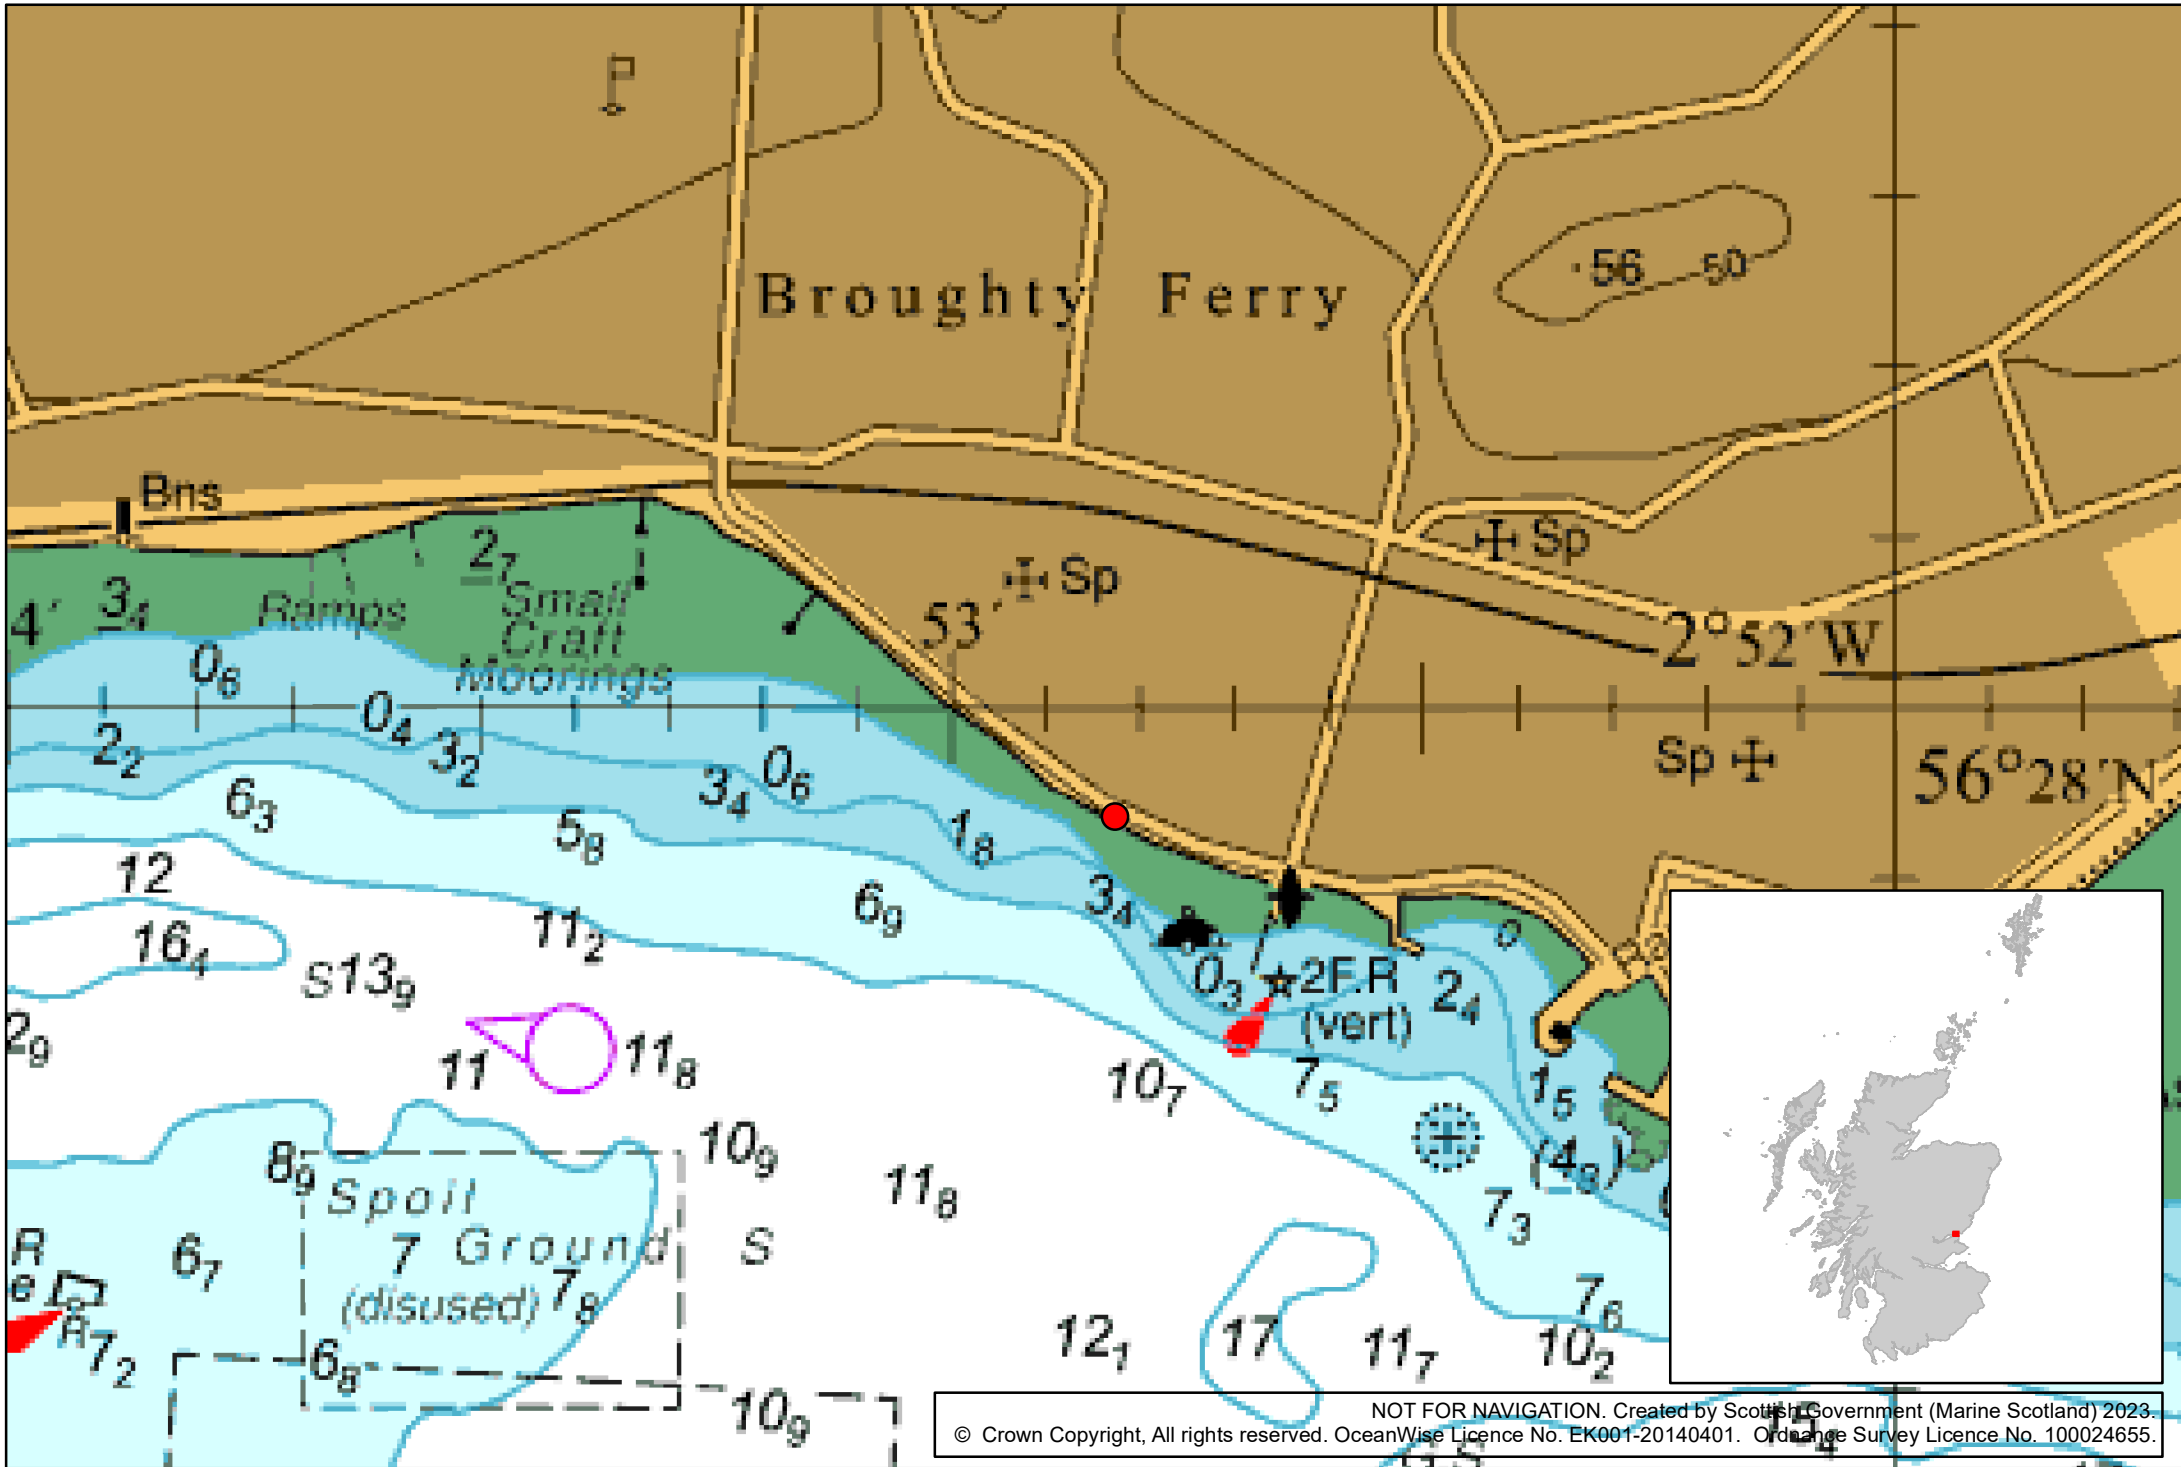 Broughty Ferry
56
50
Bns
Sp
Sp
2₇
Small
Craft
Moorings
Ramps
4′
3₄
53′
2°52′W
0₆
0₄
3₂
2₂
Sp
56°28′N
6₃
5₈
3₄
0₆
1₈
12
16₄
11₂
6₉
3₄
0
S
13₉
0₃
2F.R
(vert)
2₄
2₉
11
11₈
10₇
7₅
1₅
(4₉)
8₉
10₉
11₈
7₃
Spoil
Ground
(disused)
7
7₈
S
6₇
R
e
R
7₂
6₈
12₁
17
11₇
10₂
7₆
10₉
15₄
NOT FOR NAVIGATION. Created by Scottish Government (Marine Scotland) 2023.
© Crown Copyright, All rights reserved. OceanWise Licence No. EK001-20140401. Ordnance Survey Licence No. 100024655.